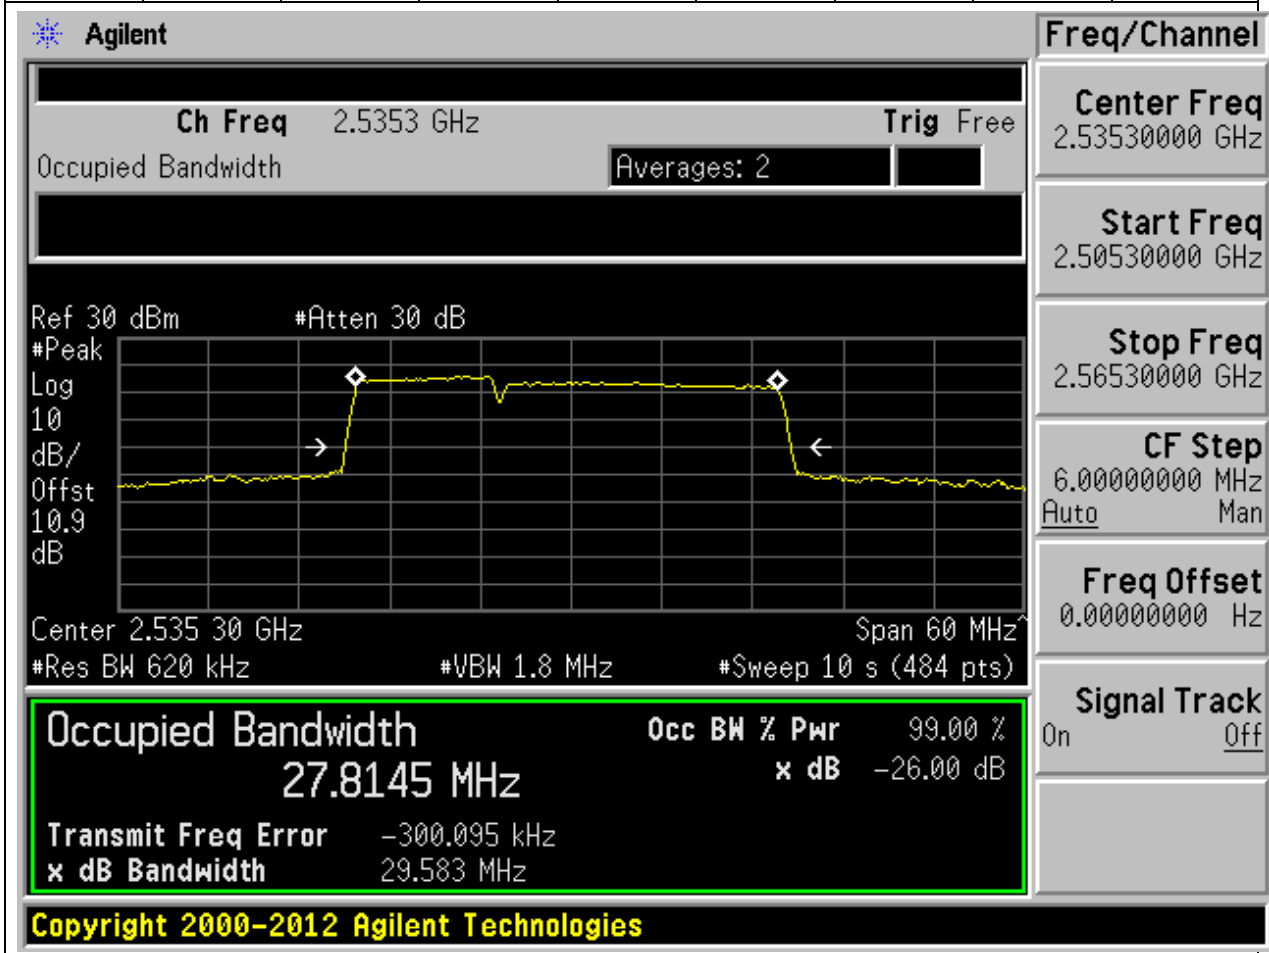 Agilent
Freq/Channel
Ch Freq 2.5353 GHz Trig Free
Occupied Bandwidth Averages: 2
Center Freq
2.53530000 GHz
Start Freq
2.50530000 GHz
Stop Freq
2.56530000 GHz
CF Step
6.00000000 MHz
Auto Man
Freq Offset
0.00000000 Hz
Signal Track
On Off
Ref 30 dBm #Atten 30 dB
#Peak
Log
10
dB/
Offst
10.9
dB
Center 2.535 30 GHz Span 60 MHz^
#Res BW 620 kHz #VBW 1.8 MHz #Sweep 10 s (484 pts)
Occupied Bandwidth Occ BW % Pwr 99.00 %
27.8145 MHz x dB -26.00 dB
Transmit Freq Error -300.095 kHz
x dB Bandwidth 29.583 MHz
Copyright 2000-2012 Agilent Technologies